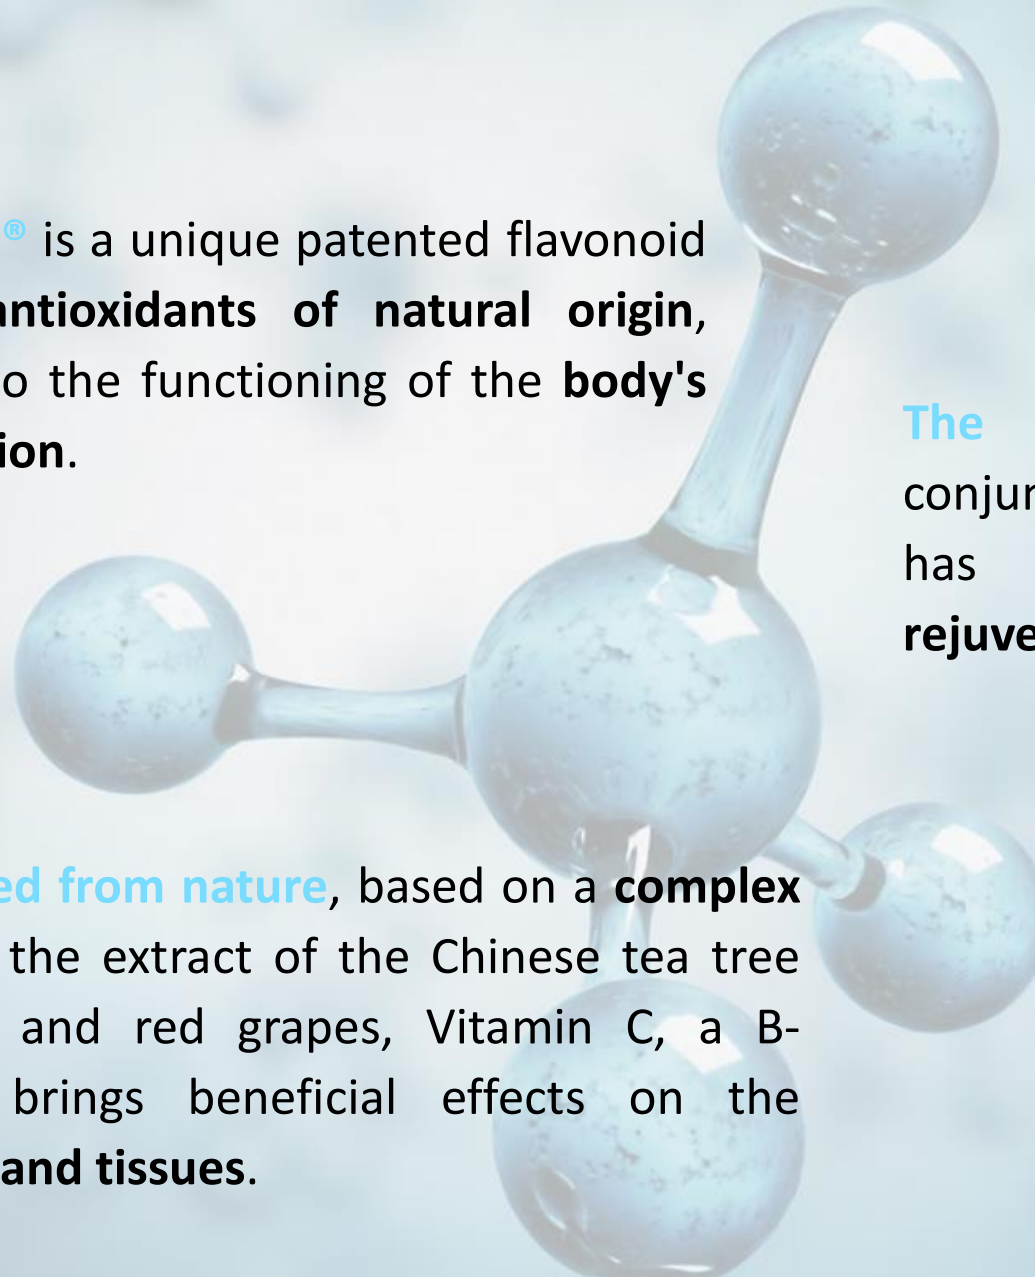 ® is a unique patented flavonoid
antioxidants of natural origin,
o the functioning of the body's
ion.
The
conjun
has
rejuve
ed from nature, based on a complex
the extract of the Chinese tea tree
and red grapes, Vitamin C, a B-
brings beneficial effects on the
and tissues.